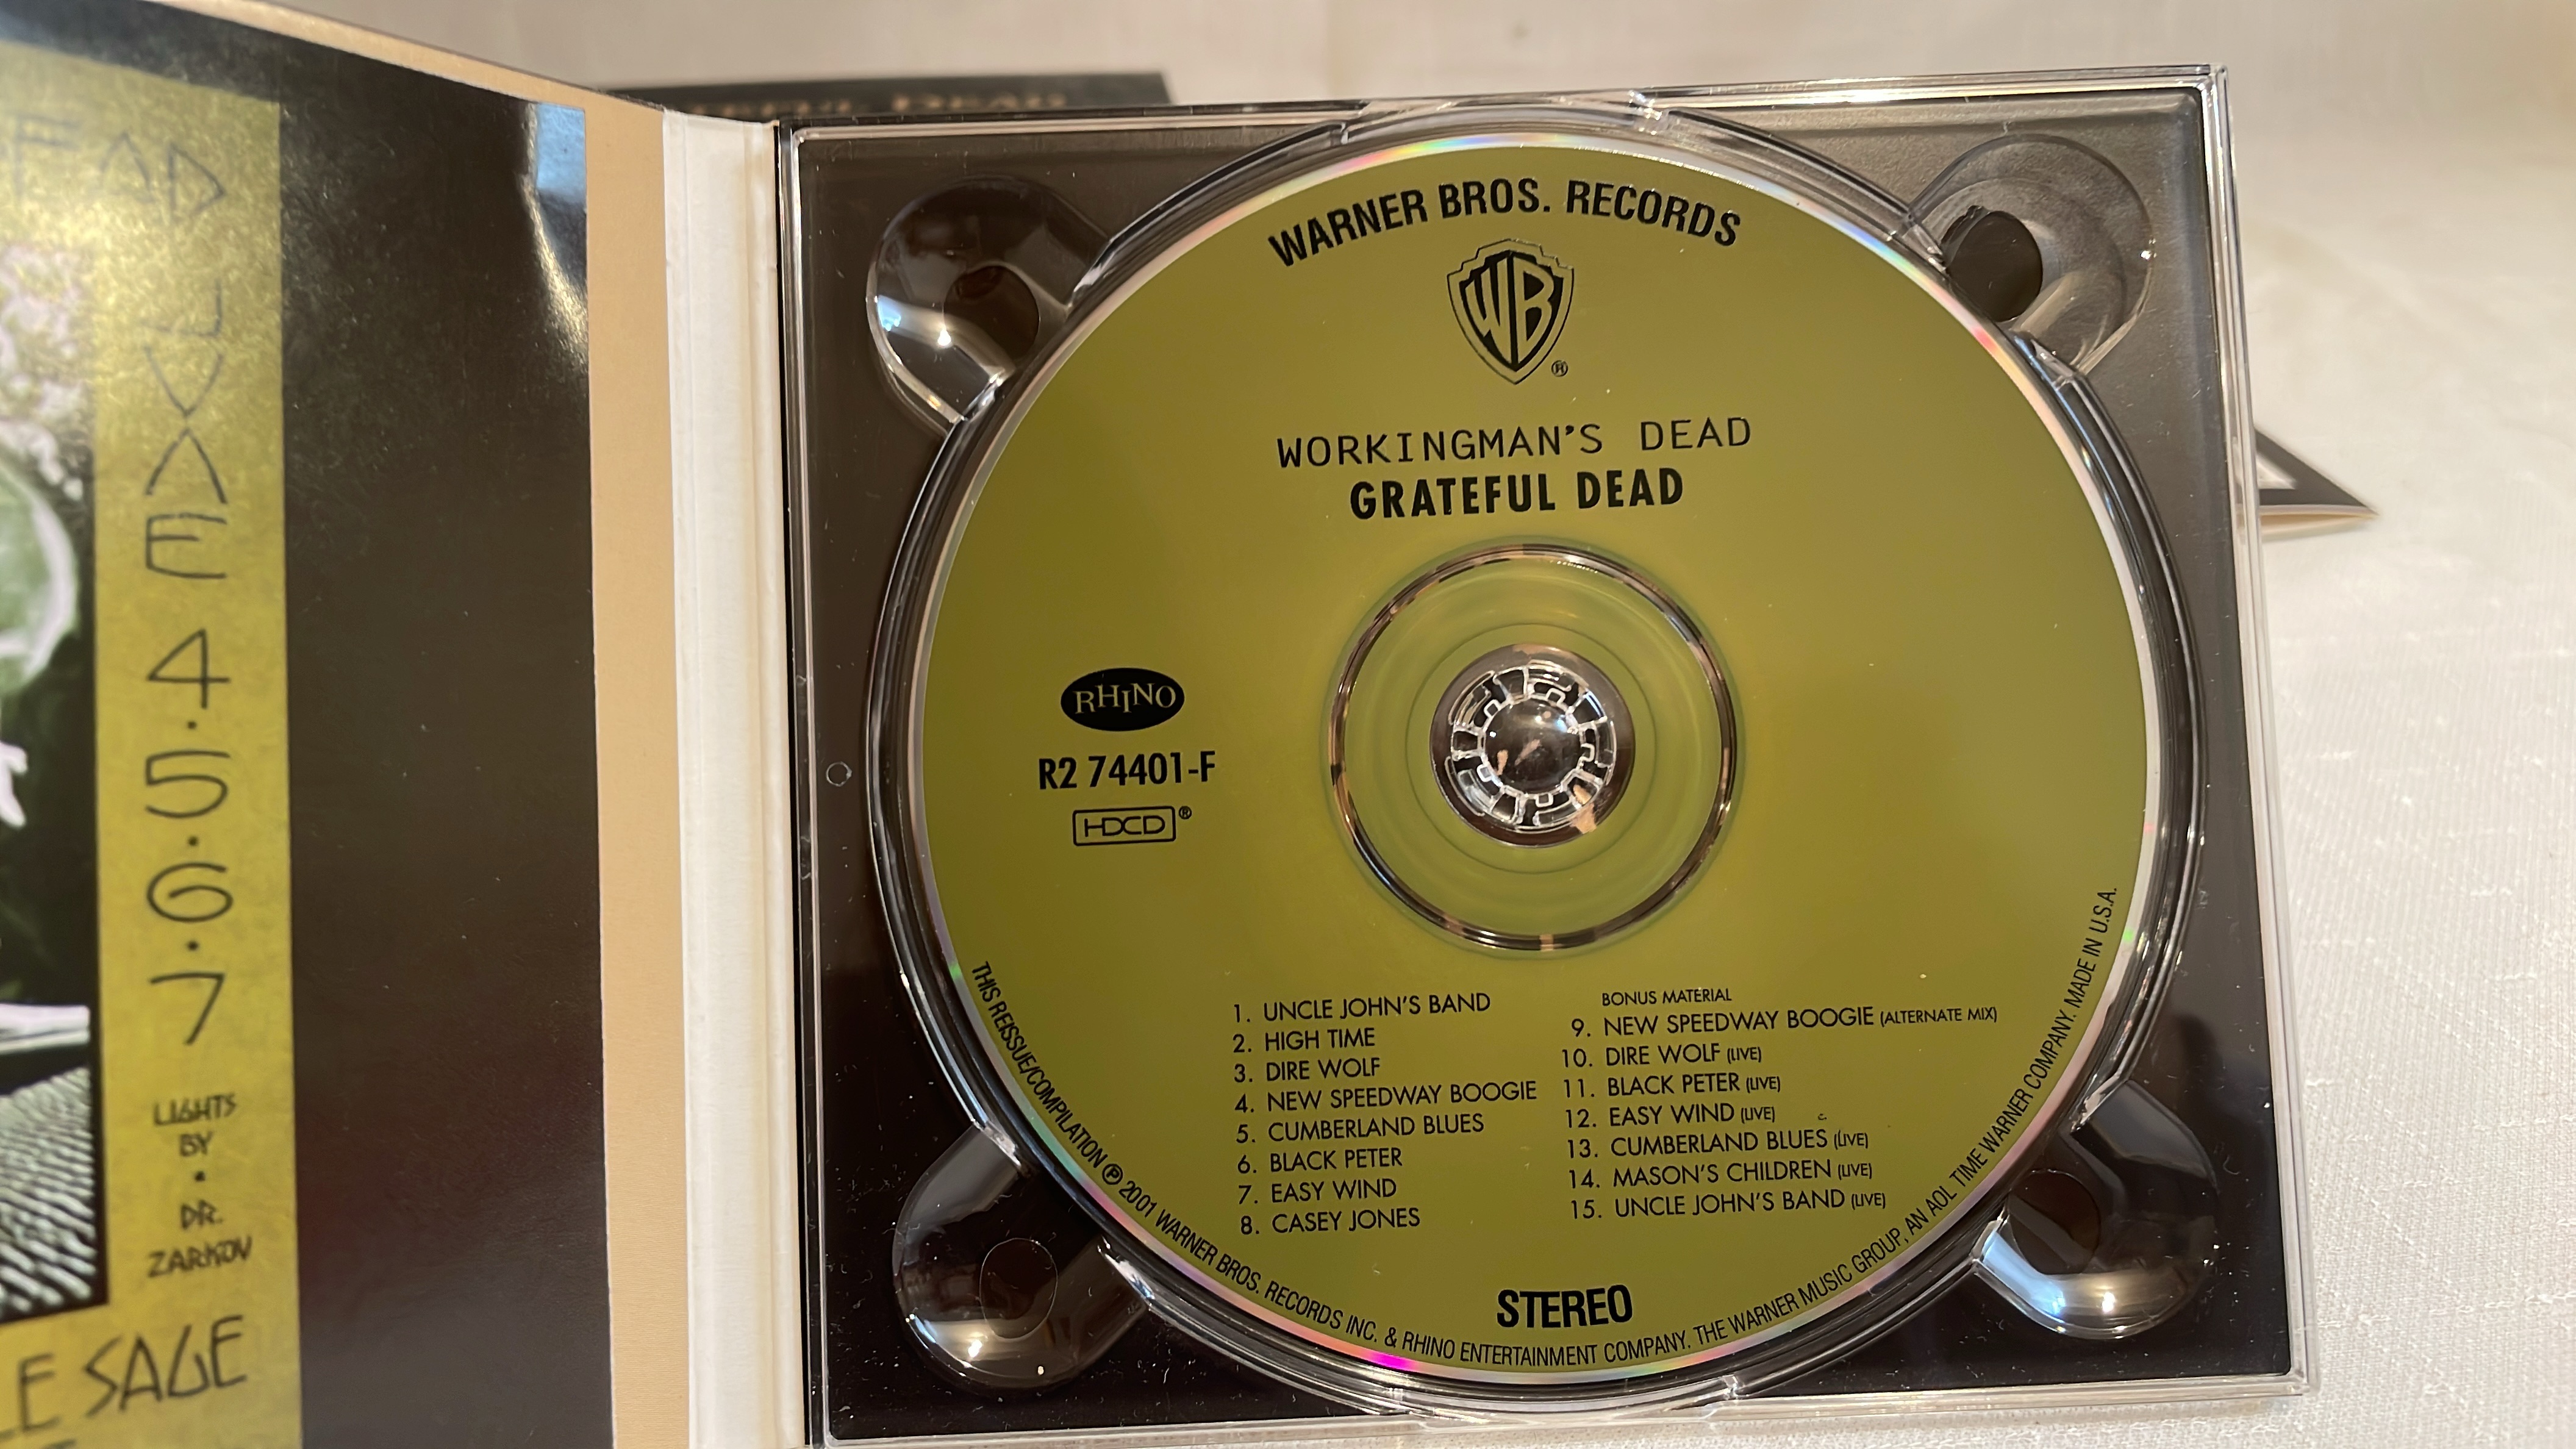 DEAD
EAD
JUNE
4.5.6.7
LIGHTS
BY
•
DR.
ZARKOV
LE SAGE
WARNER BROS. RECORDS
WB®
WORKINGMAN'S DEAD
GRATEFUL DEAD
RHINO
R2 74401-F
HDCD®
1. UNCLE JOHN'S BAND
2. HIGH TIME
3. DIRE WOLF
4. NEW SPEEDWAY BOOGIE
5. CUMBERLAND BLUES
6. BLACK PETER
7. EASY WIND
8. CASEY JONES
BONUS MATERIAL
9. NEW SPEEDWAY BOOGIE (ALTERNATE MIX)
10. DIRE WOLF (LIVE)
11. BLACK PETER (LIVE)
12. EASY WIND (LIVE)
13. CUMBERLAND BLUES (LIVE)
14. MASON'S CHILDREN (LIVE)
15. UNCLE JOHN'S BAND (LIVE)
STEREO
THIS REISSUE/COMPILATION ℗ 2001 WARNER BROS. RECORDS INC. & RHINO ENTERTAINMENT COMPANY. THE WARNER MUSIC GROUP, AN AOL TIME WARNER COMPANY. MADE IN U.S.A.